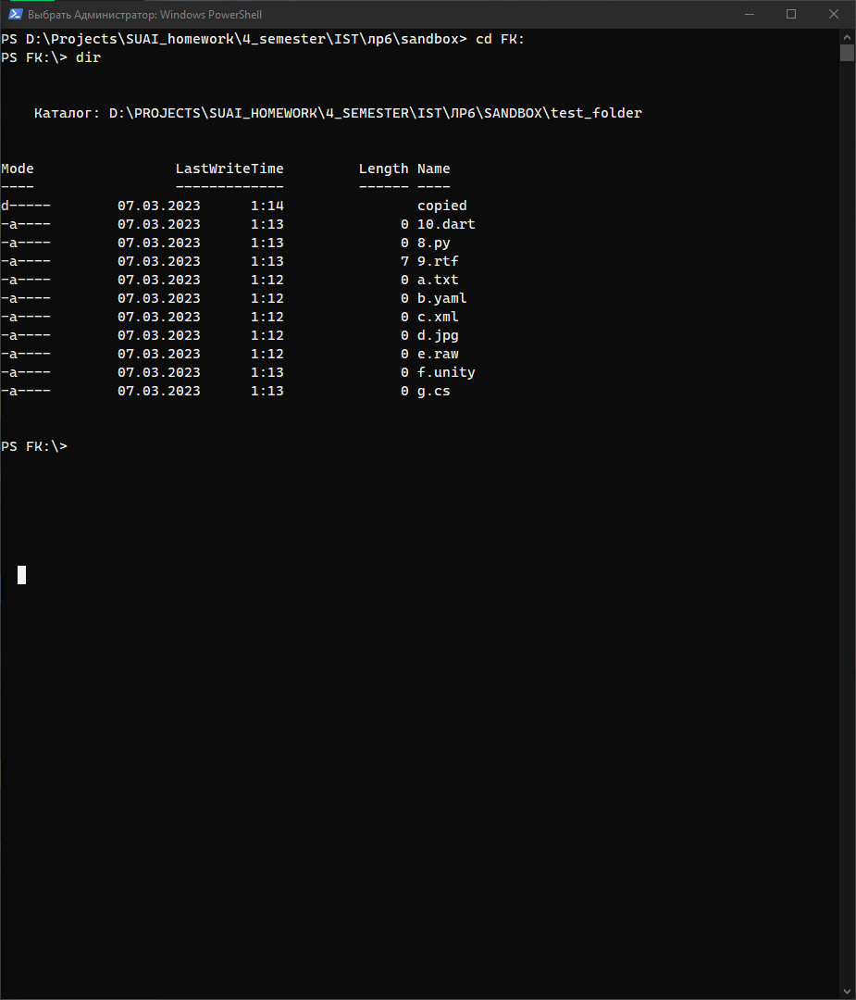 Выбрать Администратор: Windows PowerShell
PS D:\Projects\SUAI_homework\4_semester\IST\лр6\sandbox> cd FK:
PS FK:\> dir
Каталог: D:\PROJECTS\SUAI_HOMEWORK\4_SEMESTER\IST\ЛР6\SANDBOX\test_folder
Mode LastWriteTime Length Name
---- ------------- ------ ----
d----- 07.03.2023 1:14 copied
-a---- 07.03.2023 1:13 0 10.dart
-a---- 07.03.2023 1:13 0 8.py
-a---- 07.03.2023 1:13 7 9.rtf
-a---- 07.03.2023 1:12 0 a.txt
-a---- 07.03.2023 1:12 0 b.yaml
-a---- 07.03.2023 1:12 0 c.xml
-a---- 07.03.2023 1:12 0 d.jpg
-a---- 07.03.2023 1:12 0 e.raw
-a---- 07.03.2023 1:13 0 f.unity
-a---- 07.03.2023 1:13 0 g.cs
PS FK:\>